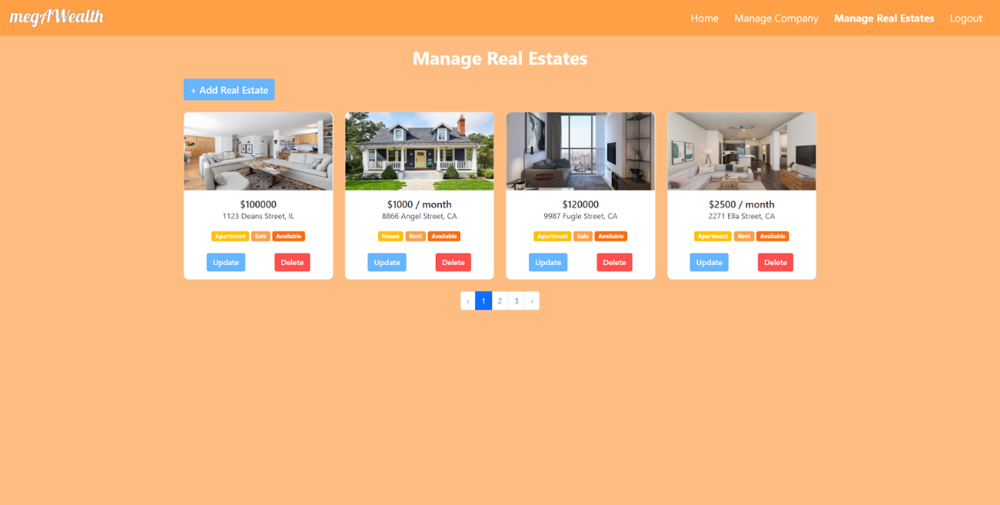 megAWealth
Home Manage Company Manage Real Estates Logout
Manage Real Estates
+ Add Real Estate
$100000
1123 Deans Street, IL
Apartment Sale Available
Update Delete
$1000 / month
8866 Angel Street, CA
House Rent Available
Update Delete
$120000
9987 Fugle Street, CA
Apartment Sale Available
Update Delete
$2500 / month
2271 Ella Street, CA
Apartment Rent Available
Update Delete
‹ 1 2 3 ›